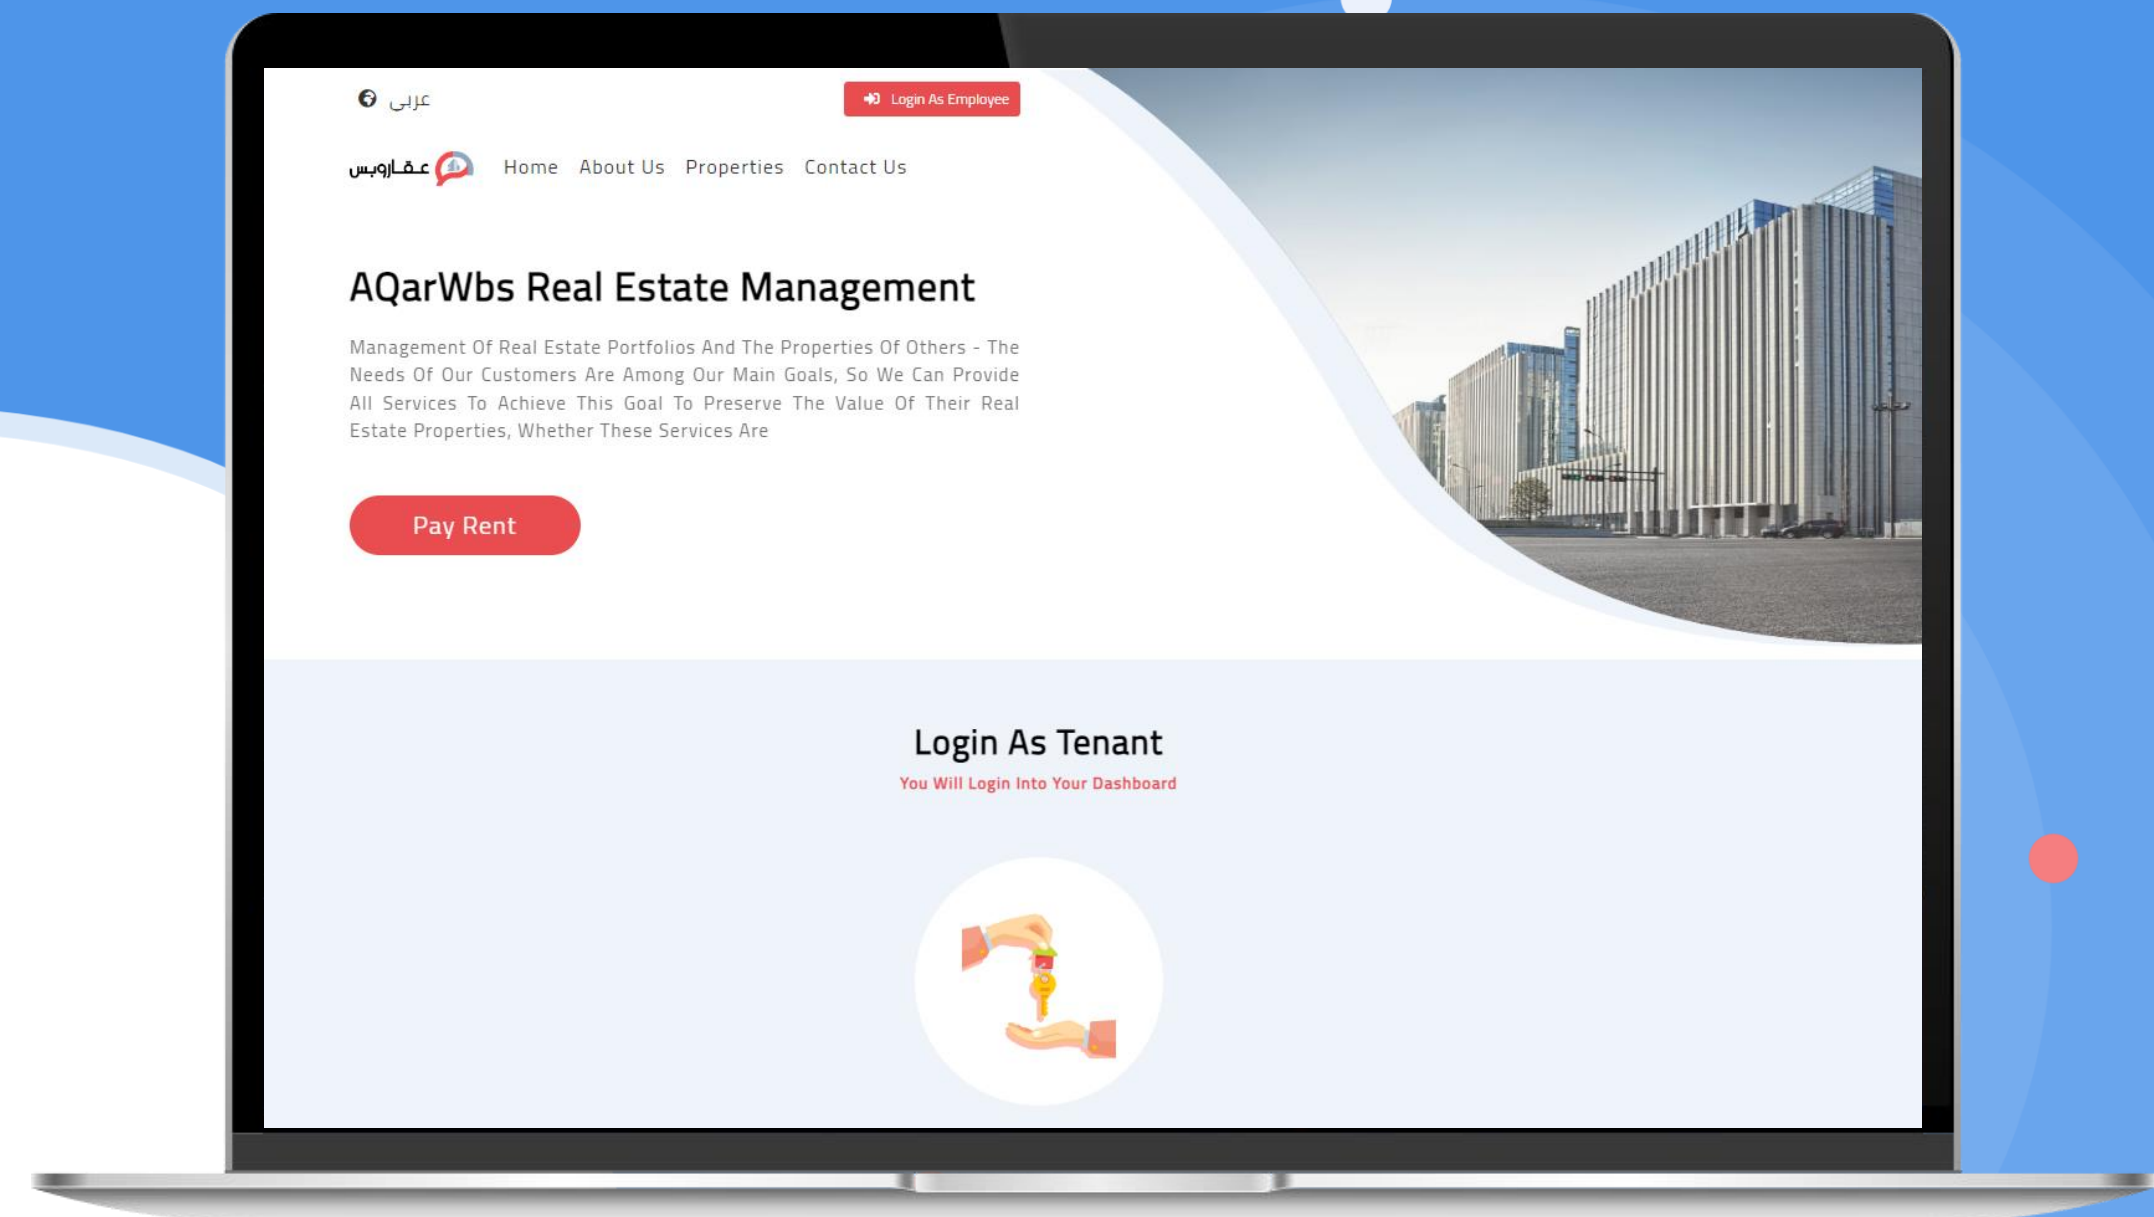 عربى
Login As Employee
عقاروبس
Home About Us Properties Contact Us
AQarWbs Real Estate Management
Management Of Real Estate Portfolios And The Properties Of Others - The
Needs Of Our Customers Are Among Our Main Goals, So We Can Provide
All Services To Achieve This Goal To Preserve The Value Of Their Real
Estate Properties, Whether These Services Are
Pay Rent
Login As Tenant
You Will Login Into Your Dashboard